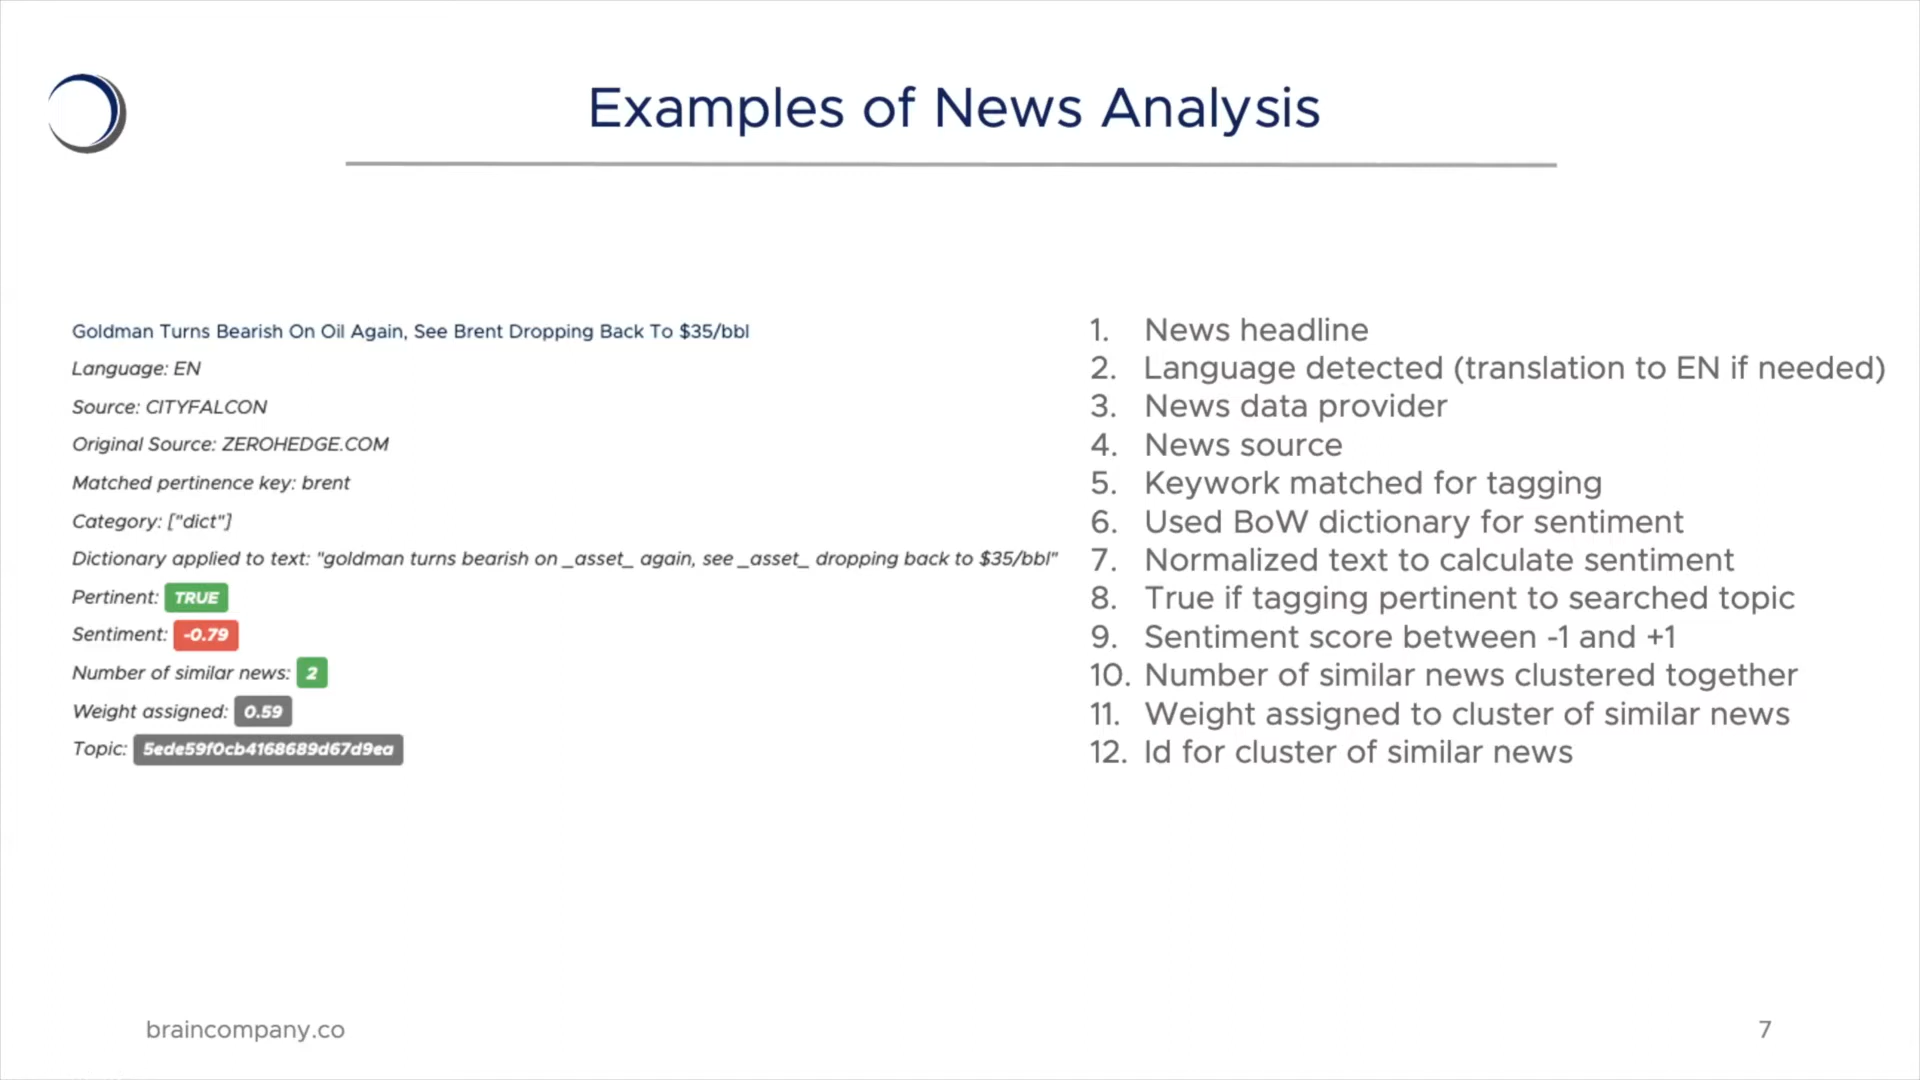 Examples of News Analysis
Goldman Turns Bearish On Oil Again, See Brent Dropping Back To $35/bbl
Language: EN
Source: CITYFALCON
Original Source: ZEROHEDGE.COM
Matched pertinence key: brent
Category: ["dict"]
Dictionary applied to text: "goldman turns bearish on _asset_ again, see _asset_ dropping back to $35/bbl"
Pertinent: TRUE
Sentiment: -0.79
Number of similar news: 2
Weight assigned: 0.59
Topic: 5ede59f0cb4168689d67d9ea
1. News headline
2. Language detected (translation to EN if needed)
3. News data provider
4. News source
5. Keywork matched for tagging
6. Used BoW dictionary for sentiment
7. Normalized text to calculate sentiment
8. True if tagging pertinent to searched topic
9. Sentiment score between -1 and +1
10. Number of similar news clustered together
11. Weight assigned to cluster of similar news
12. Id for cluster of similar news
braincompany.co
7